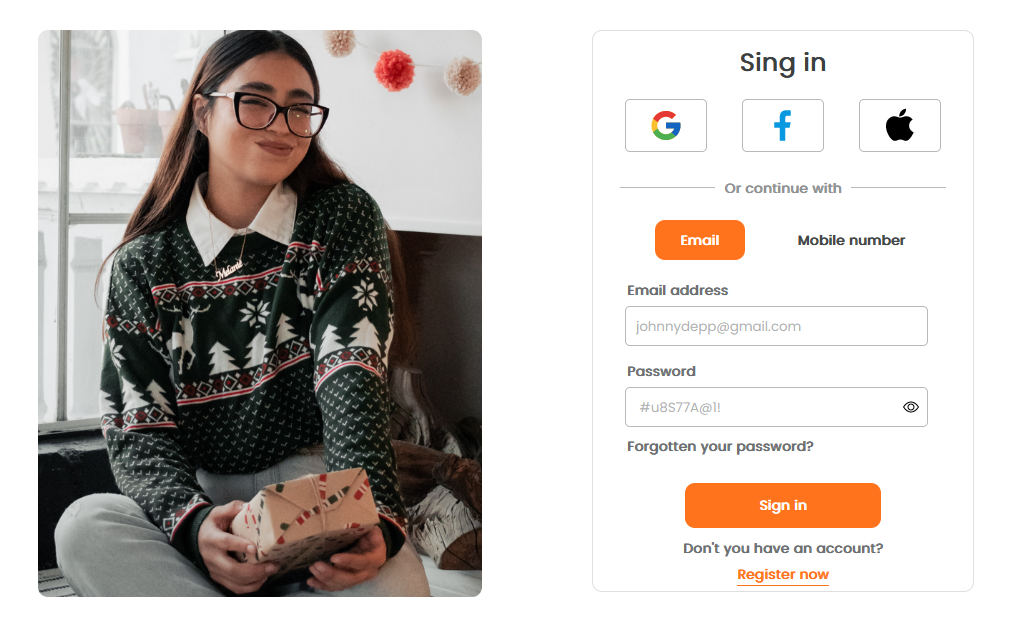 Sing in
Or continue with
Email
Mobile number
Email address
johnnydepp@gmail.com
Password
#u8S77A@1!
Forgotten your password?
Sign in
Don't you have an account?
Register now